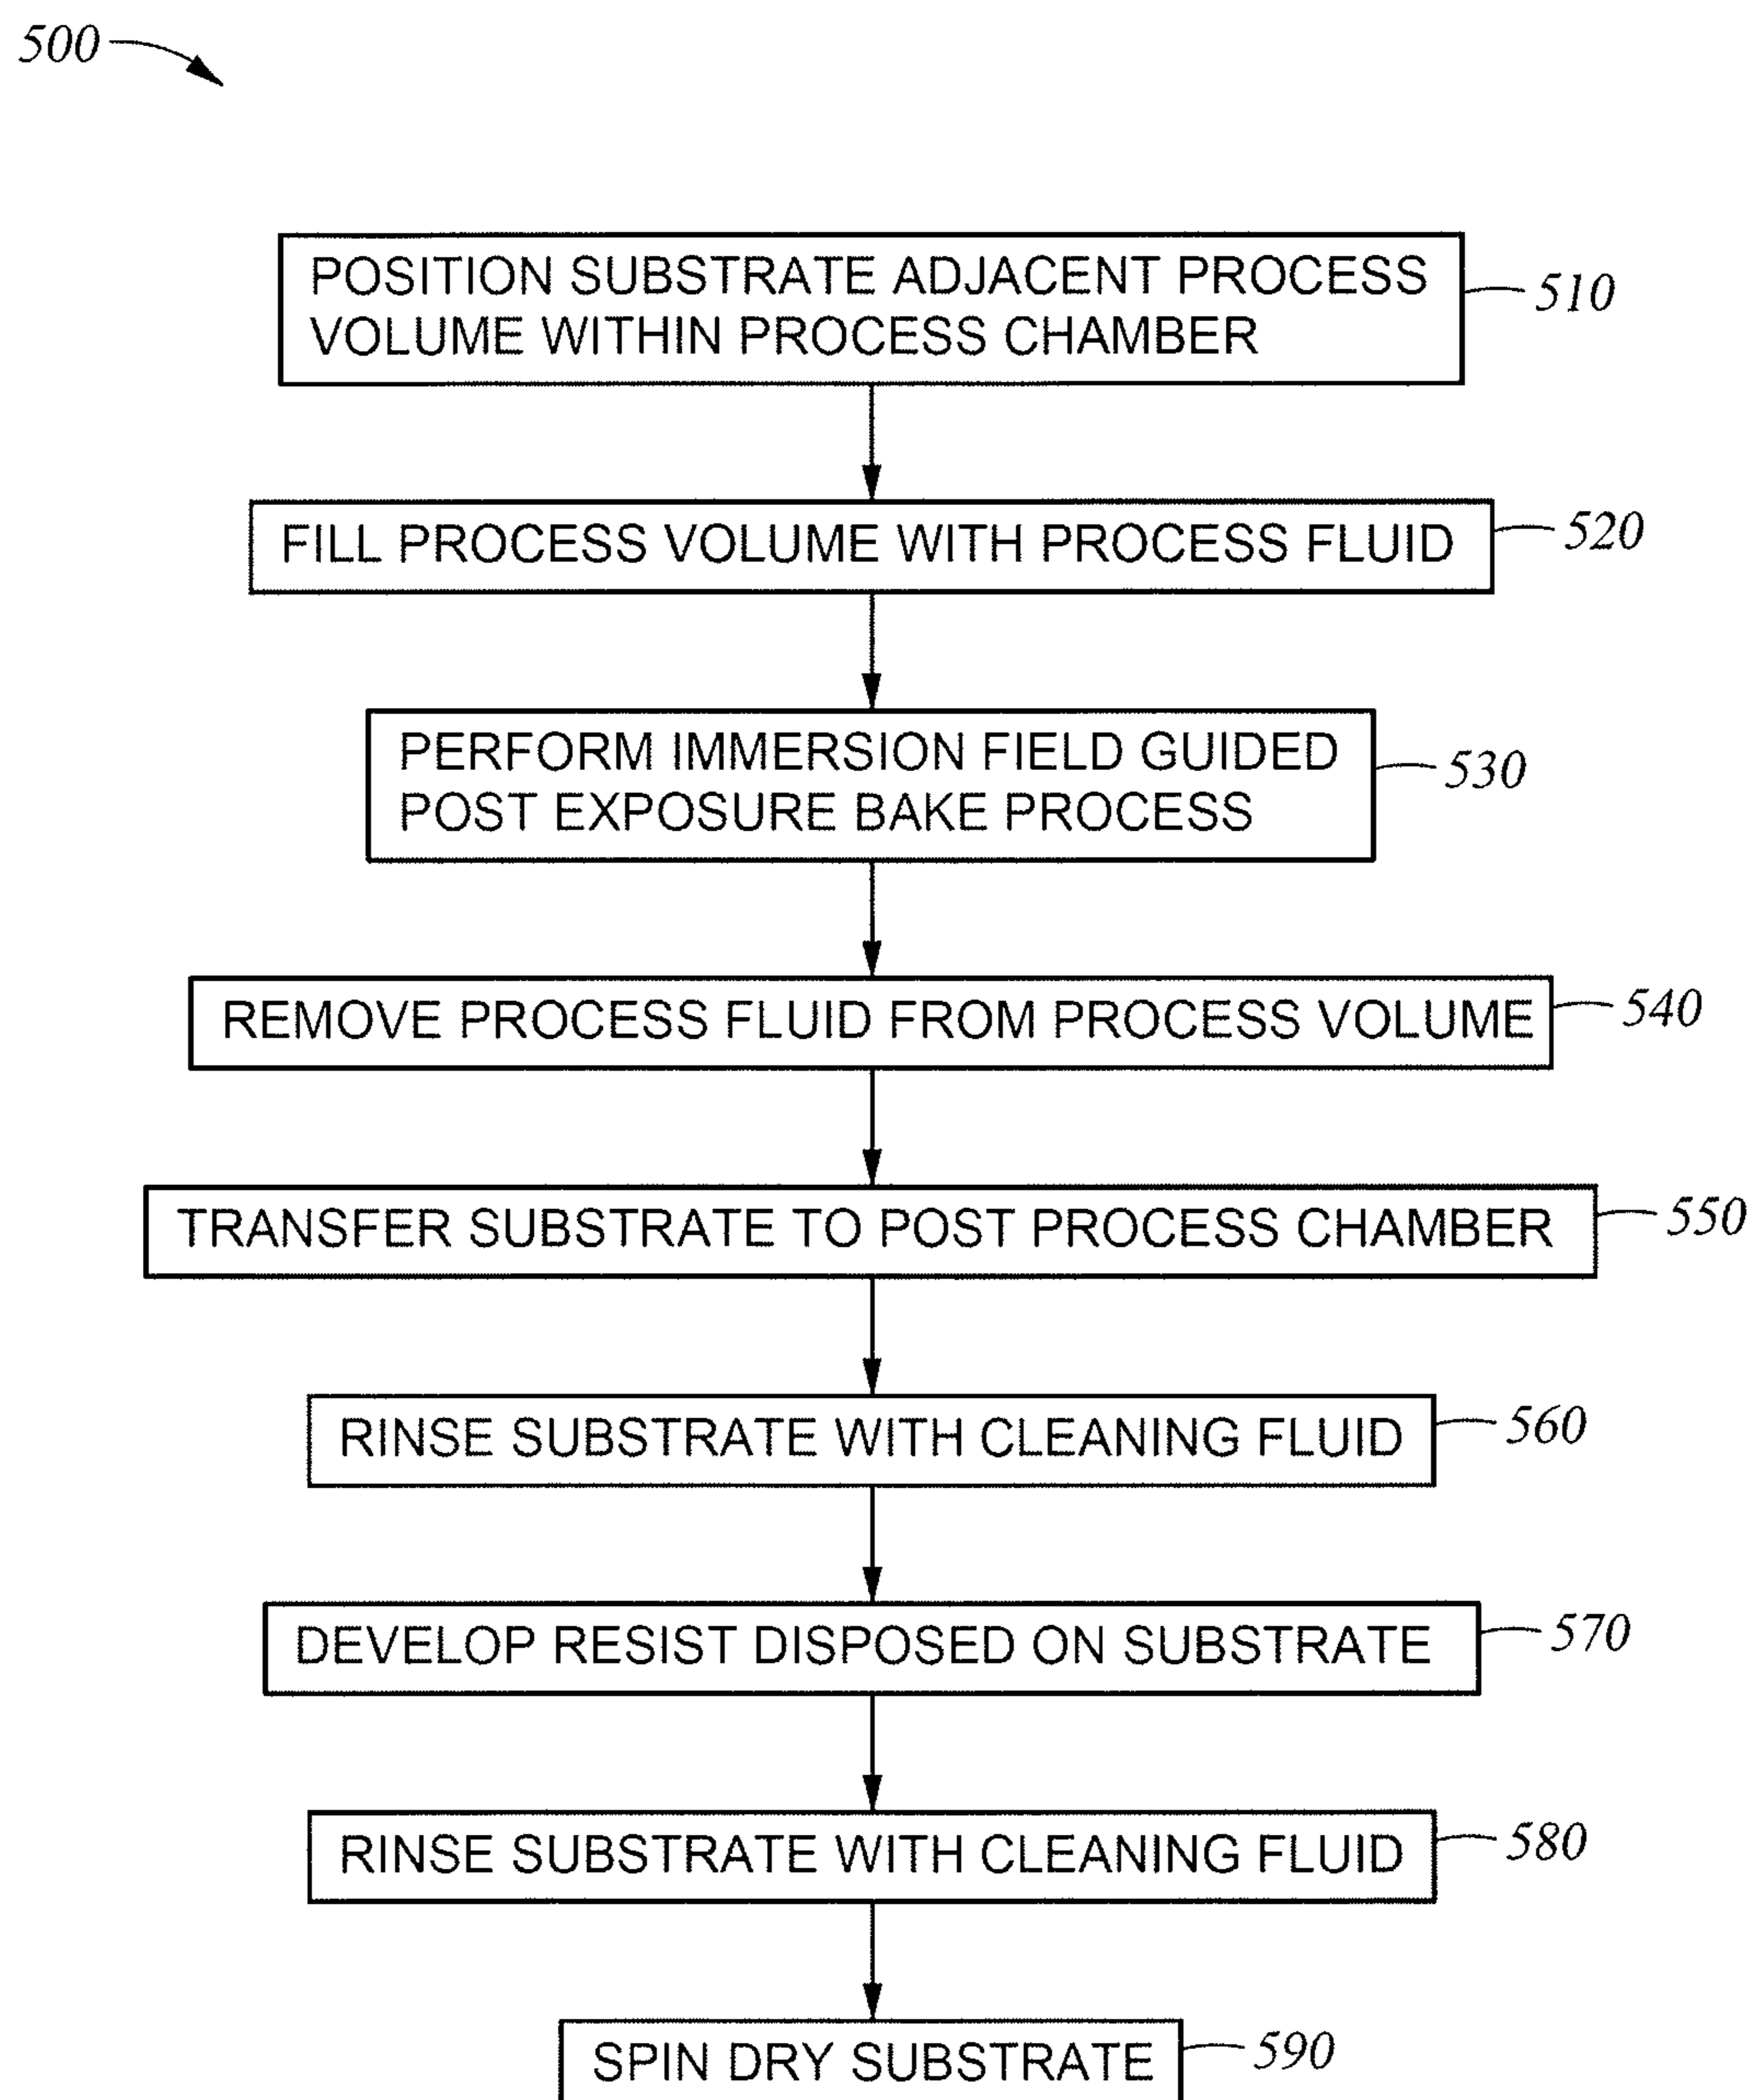 500
POSITION SUBSTRATE ADJACENT PROCESS
VOLUME WITHIN PROCESS CHAMBER
510
FILL PROCESS VOLUME WITH PROCESS FLUID
520
PERFORM IMMERSION FIELD GUIDED
POST EXPOSURE BAKE PROCESS
530
REMOVE PROCESS FLUID FROM PROCESS VOLUME
540
TRANSFER SUBSTRATE TO POST PROCESS CHAMBER
550
RINSE SUBSTRATE WITH CLEANING FLUID
560
DEVELOP RESIST DISPOSED ON SUBSTRATE
570
RINSE SUBSTRATE WITH CLEANING FLUID
580
SPIN DRY SUBSTRATE
590